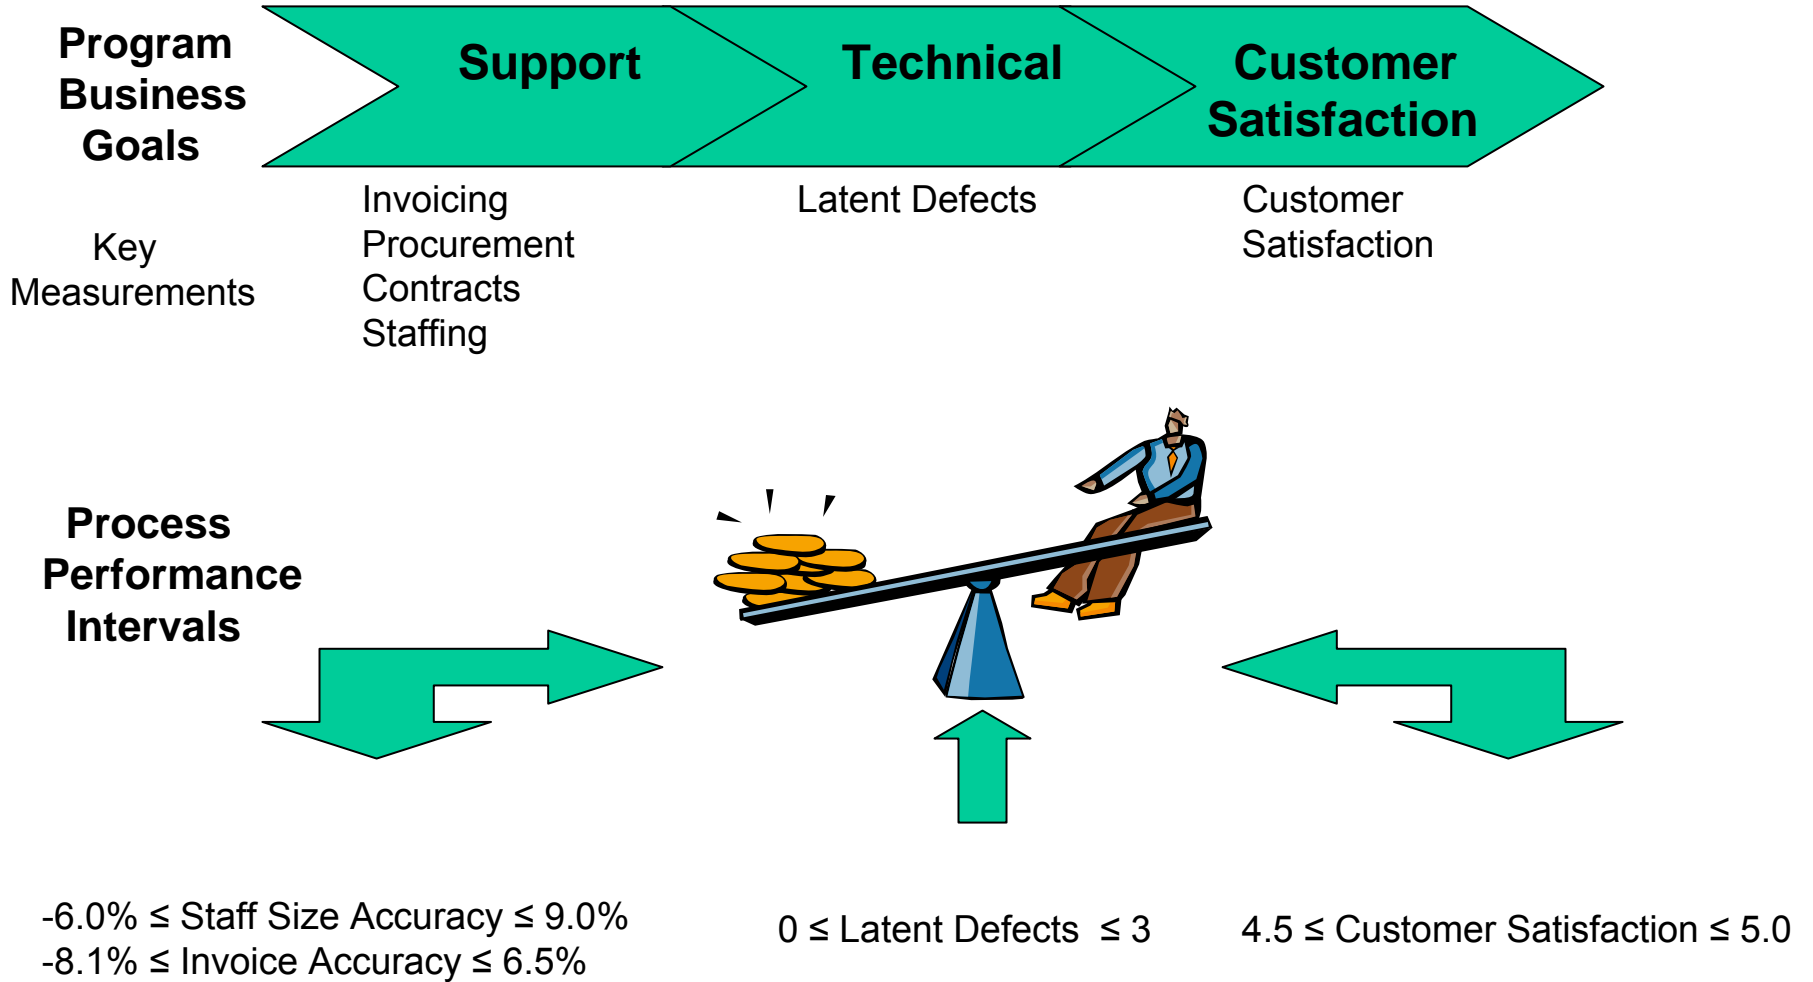 Program
Business
Goals
Support
Technical
Customer
Satisfaction
Key
Measurements
Invoicing
Procurement
Contracts
Staffing
Latent Defects
Customer
Satisfaction
Process
Performance
Intervals
-6.0% ≤ Staff Size Accuracy ≤ 9.0%
-8.1% ≤ Invoice Accuracy ≤ 6.5%
0 ≤ Latent Defects ≤ 3
4.5 ≤ Customer Satisfaction ≤ 5.0